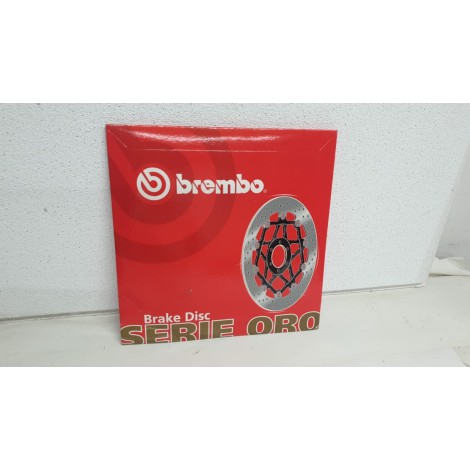 brembo
Brake Disc
SERIE ORO